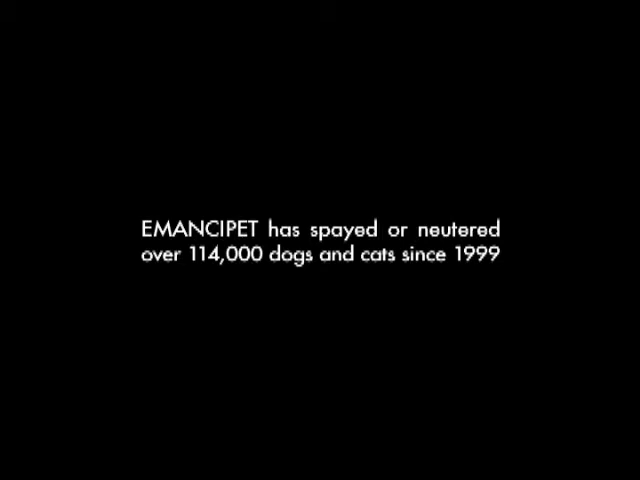 EMANCIPET has spayed or neutered
over 114,000 dogs and cats since 1999